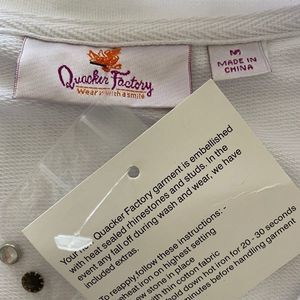 Quacker Factory
Wear with a smile
M
MADE IN
CHINA
Your Quacker Factory garment is embellished
with heat sealed rhinestones and studs. In the
event any fall off during wash and wear, we have
included extras.
To reapply follow these instructions: -
heat iron on highest setting
stone in place
with thin cotton fabric
down hot iron for 20 - 30 seconds
minutes before handling garment